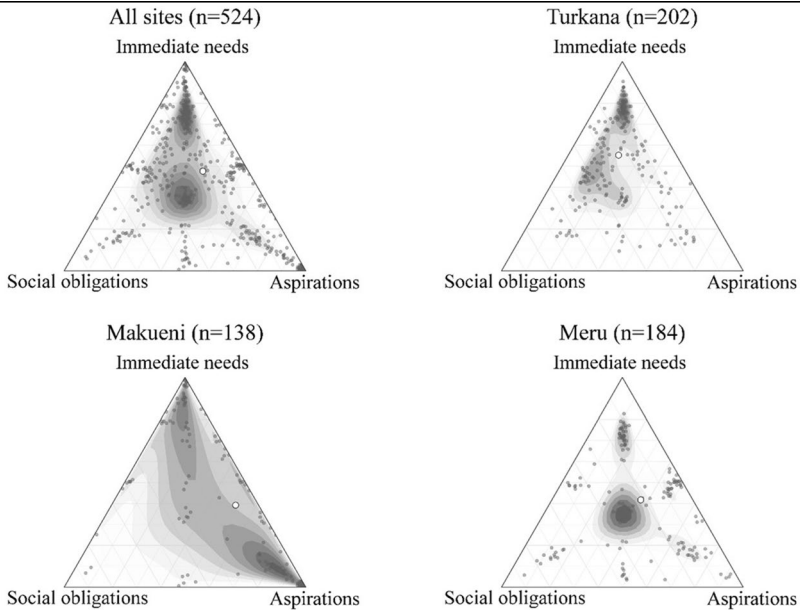 All sites (n=524)
Immediate needs
Social obligations
Aspirations
Turkana (n=202)
Immediate needs
Social obligations
Aspirations
Makueni (n=138)
Immediate needs
Social obligations
Aspirations
Meru (n=184)
Immediate needs
Social obligations
Aspirations